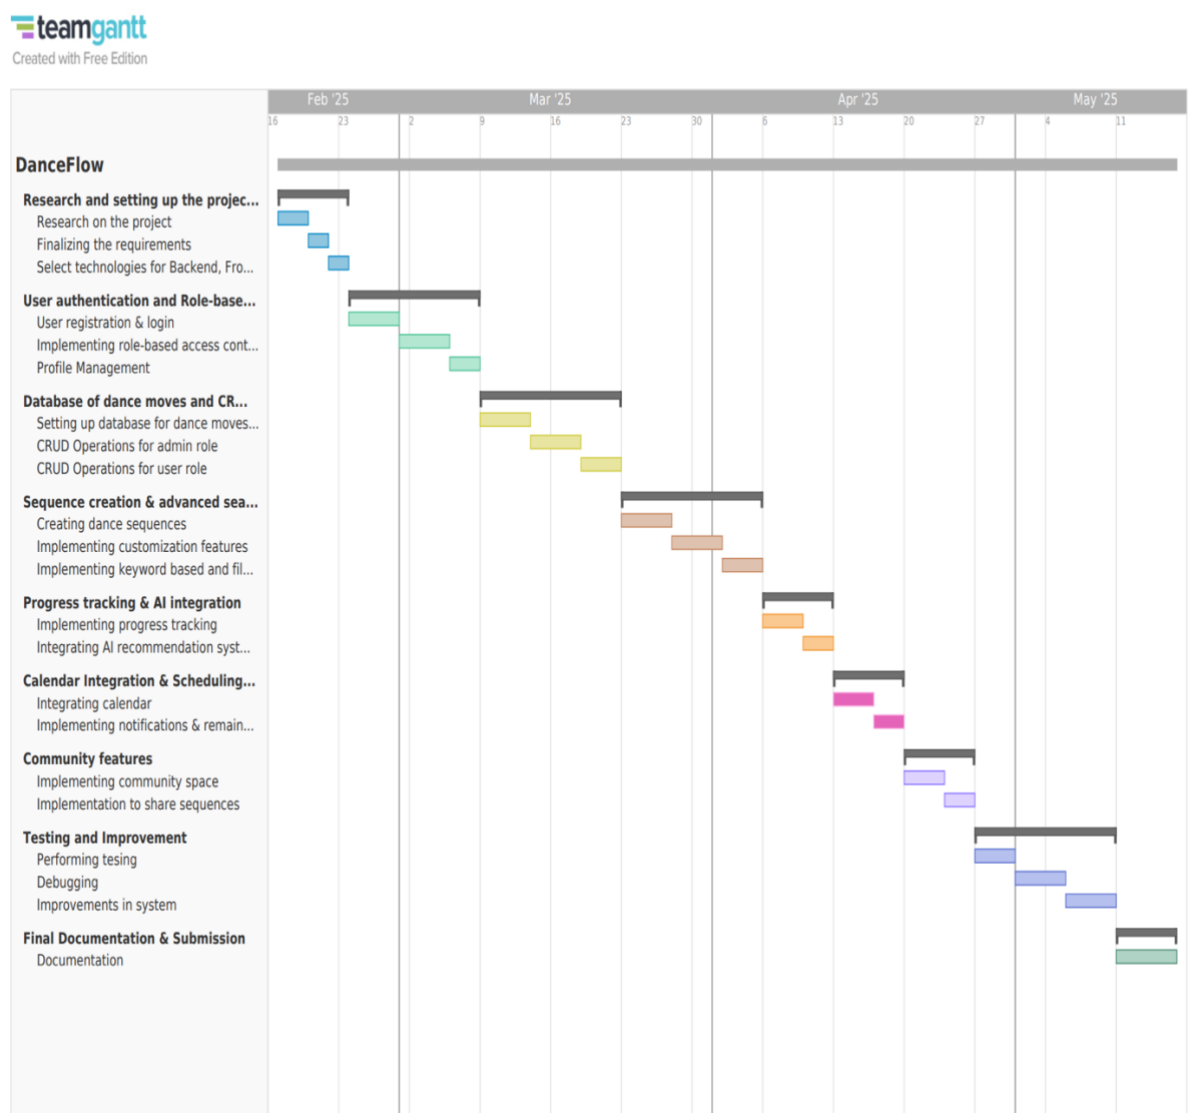 teamgantt
Created with Free Edition
Feb '25 Mar '25 Apr '25 May '25
16 23 2 9 16 23 30 6 13 20 27 4 11
DanceFlow
Research and setting up the projec...
Research on the project
Finalizing the requirements
Select technologies for Backend, Fro...
User authentication and Role-base...
User registration & login
Implementing role-based access cont...
Profile Management
Database of dance moves and CR...
Setting up database for dance moves...
CRUD Operations for admin role
CRUD Operations for user role
Sequence creation & advanced sea...
Creating dance sequences
Implementing customization features
Implementing keyword based and fil...
Progress tracking & AI integration
Implementing progress tracking
Integrating AI recommendation syst...
Calendar Integration & Scheduling...
Integrating calendar
Implementing notifications & remain...
Community features
Implementing community space
Implementation to share sequences
Testing and Improvement
Performing tesing
Debugging
Improvements in system
Final Documentation & Submission
Documentation